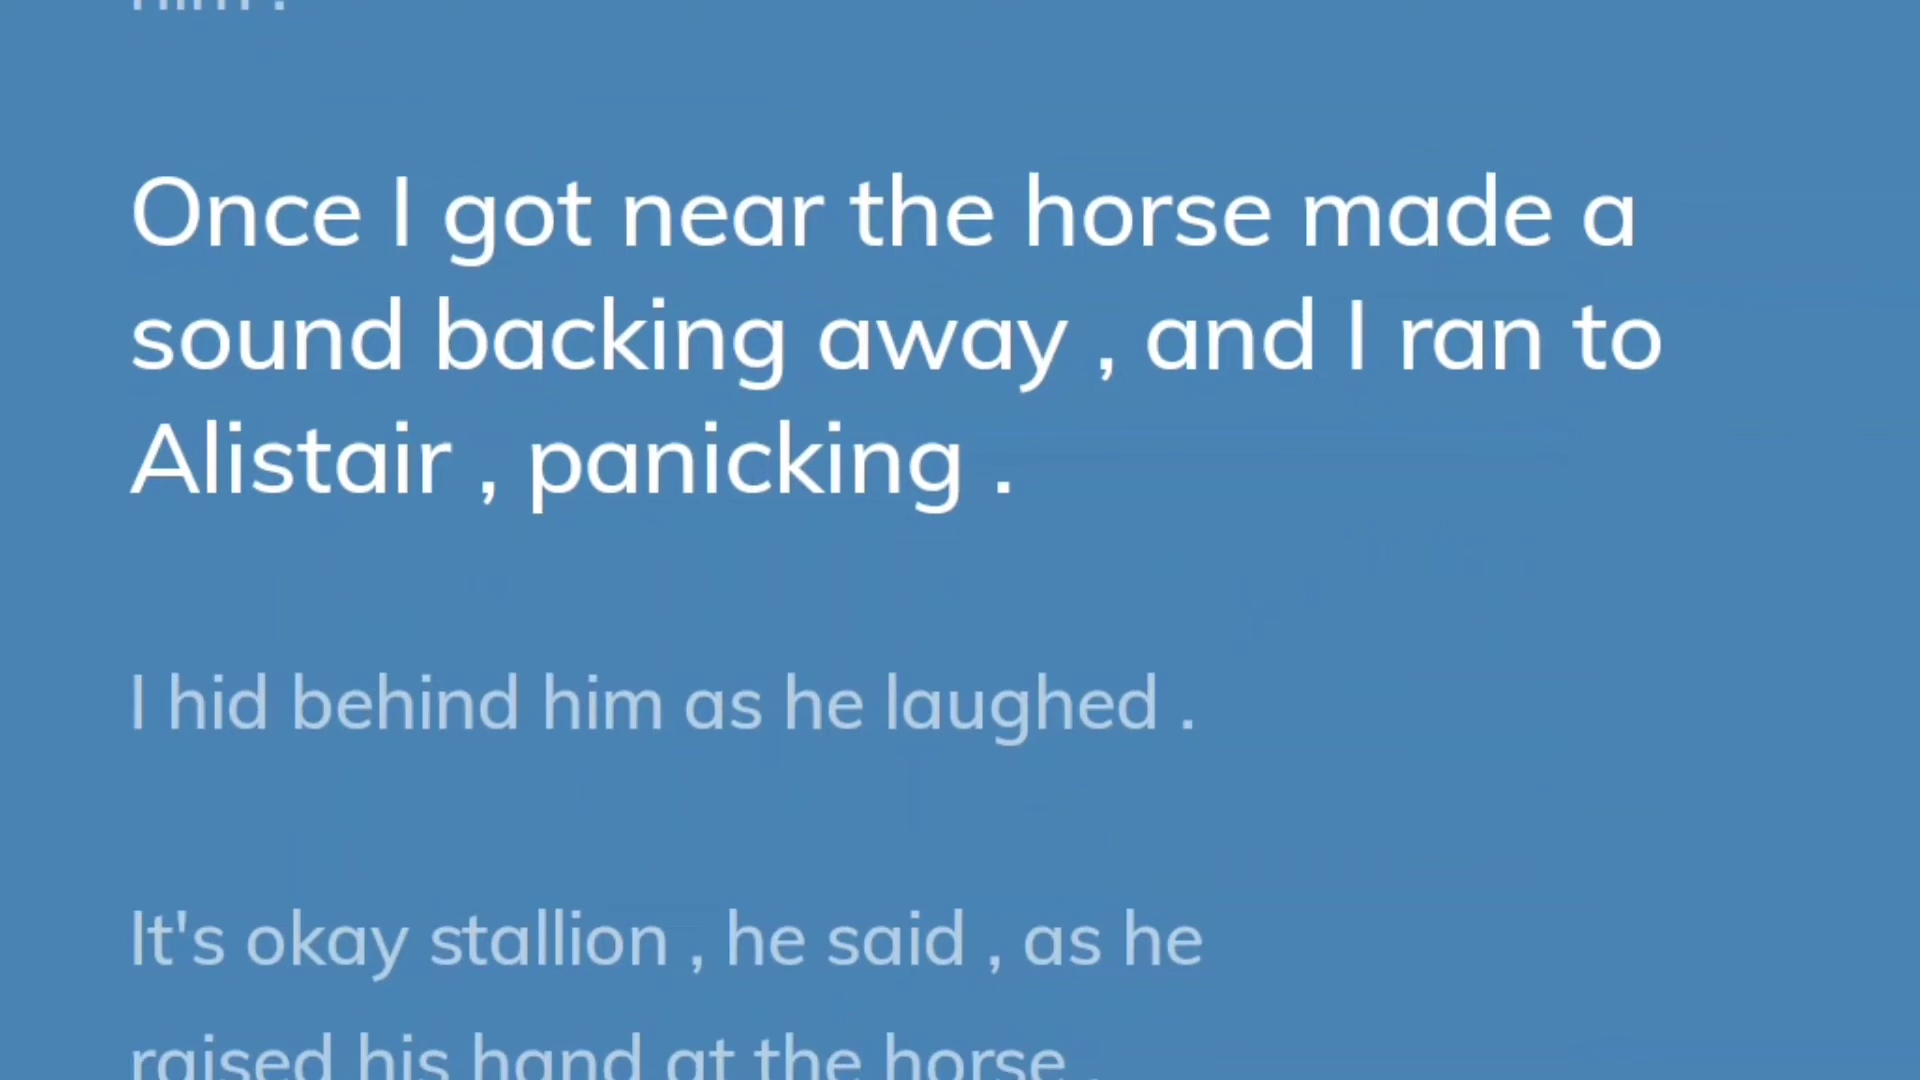 him .
Once I got near the horse made a
sound backing away , and I ran to
Alistair , panicking .
I hid behind him as he laughed .
It's okay stallion , he said , as he
raised his hand at the horse .